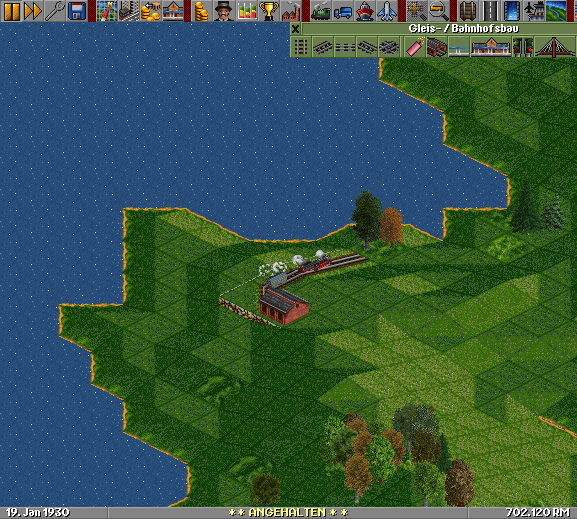 Gleis- / Bahnhofsbau
19. Jan 1930
** ANGEHALTEN **
702.120 RM